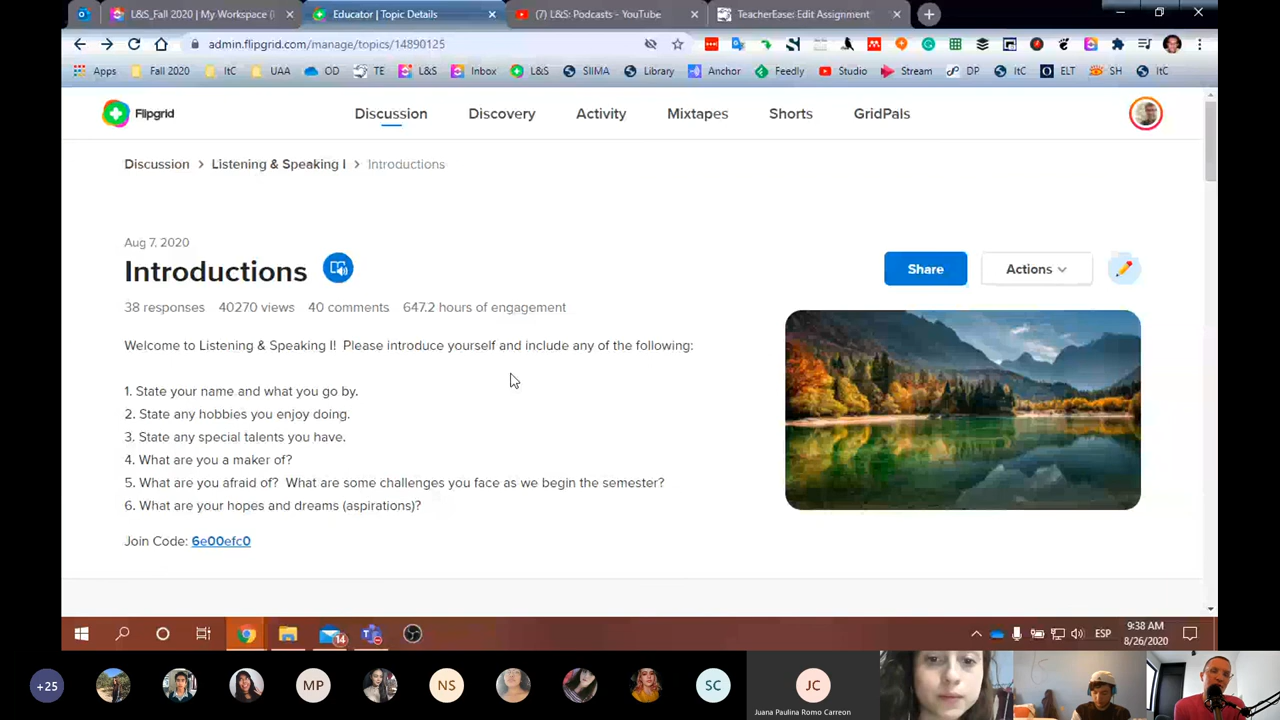 L&S_Fall 2020 | My Workspace (
Educator | Topic Details
(7) L&S: Podcasts - YouTube
TeacherEase: Edit Assignment
admin.flipgrid.com/manage/topics/14890125
Apps
Fall 2020
ItC
UAA
OD
TE
L&S
Inbox
L&S
SIIMA
Library
Anchor
Feedly
Studio
Stream
DP
ItC
ELT
SH
ItC
Flipgrid
Discussion
Discovery
Activity
Mixtapes
Shorts
GridPals
Discussion > Listening & Speaking I > Introductions
Aug 7, 2020
Introductions
Share
Actions
38 responses 40270 views 40 comments 647.2 hours of engagement
Welcome to Listening & Speaking I! Please introduce yourself and include any of the following:
1. State your name and what you go by.
2. State any hobbies you enjoy doing.
3. State any special talents you have.
4. What are you a maker of?
5. What are you afraid of? What are some challenges you face as we begin the semester?
6. What are your hopes and dreams (aspirations)?
Join Code: 6e00efc0
14
ESP
9:38 AM
8/26/2020
+25
MP
NS
SC
JC
Juana Paulina Romo Carreon